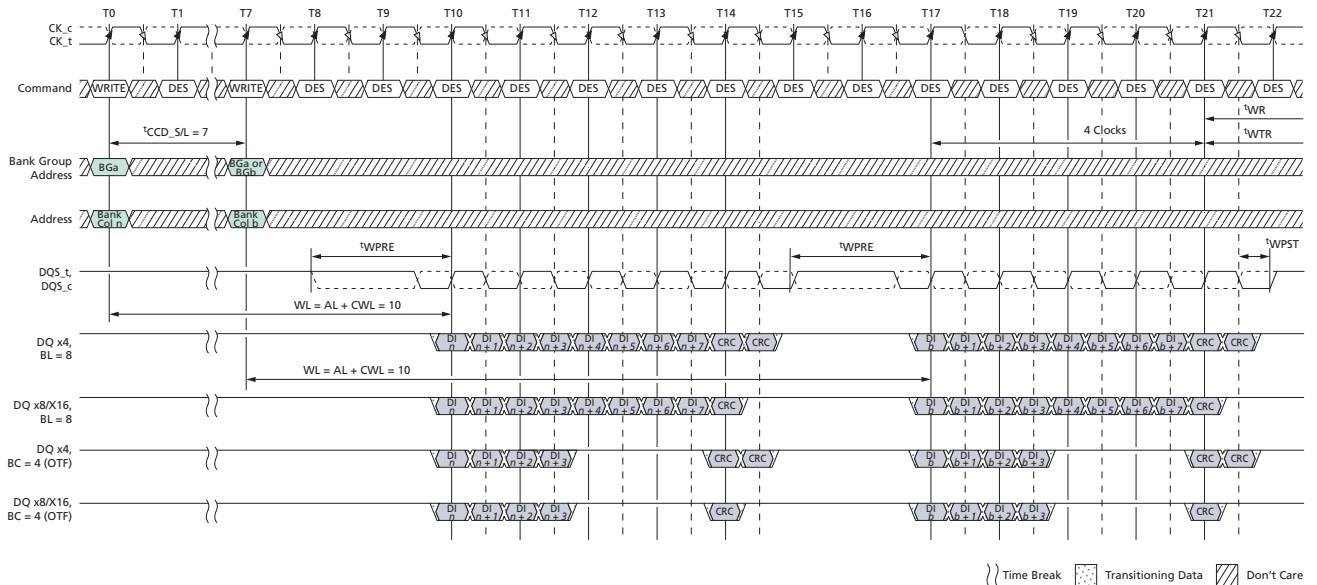 T0 T1 T7 T8 T9 T10 T11 T12 T13 T14 T15 T16 T17 T18 T19 T20 T21 T22
CK_c
CK_t
Command WRITE DES WRITE DES DES DES DES DES DES DES DES DES DES DES DES DES DES DES
tWR
tCCD_S/L = 7 4 Clocks tWTR
Bank Group
Address
BGa BGa or
BGb
Address Bank
Col n Bank
Col b
tWPRE tWPRE tWPST
DQS_t,
DQS_c
WL = AL + CWL = 10
DQ x4,
BL = 8
DI
n DI
n + 1 DI
n + 2 DI
n + 3 DI
n + 4 DI
n + 5 DI
n + 6 DI
n + 7 CRC CRC DI
b DI
b + 1 DI
b + 2 DI
b + 3 DI
b + 4 DI
b + 5 DI
b + 6 DI
b + 7 CRC CRC
WL = AL + CWL = 10
DQ x8/X16,
BL = 8
DI
n DI
n + 1 DI
n + 2 DI
n + 3 DI
n + 4 DI
n + 5 DI
n + 6 DI
n + 7 CRC DI
b DI
b + 1 DI
b + 2 DI
b + 3 DI
b + 4 DI
b + 5 DI
b + 6 DI
b + 7 CRC
DQ x4,
BC = 4 (OTF)
DI
n DI
n + 1 DI
n + 2 DI
n + 3 CRC CRC DI
b DI
b + 1 DI
b + 2 DI
b + 3 CRC CRC
DQ x8/X16,
BC = 4 (OTF)
DI
n DI
n + 1 DI
n + 2 DI
n + 3 CRC DI
b DI
b + 1 DI
b + 2 DI
b + 3 CRC
Time Break Transitioning Data Don't Care